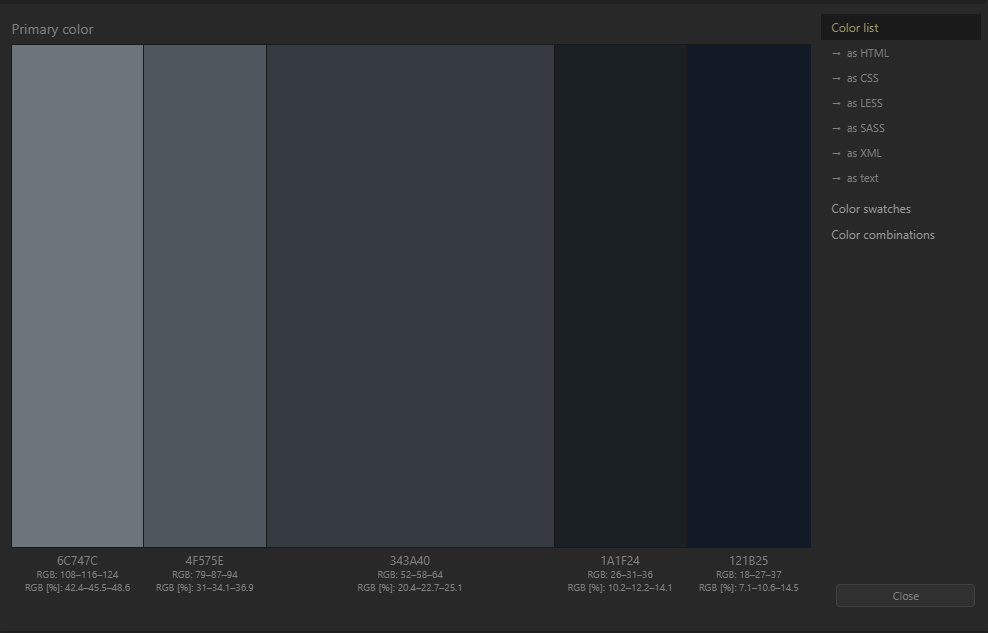 Primary color
6C747C
RGB: 108–116–124
RGB [%]: 42.4–45.5–48.6
4F575E
RGB: 79–87–94
RGB [%]: 31–34.1–36.9
343A40
RGB: 52–58–64
RGB [%]: 20.4–22.7–25.1
1A1F24
RGB: 26–31–36
RGB [%]: 10.2–12.2–14.1
121B25
RGB: 18–27–37
RGB [%]: 7.1–10.6–14.5
Color list
→ as HTML
→ as CSS
→ as LESS
→ as SASS
→ as XML
→ as text
Color swatches
Color combinations
Close